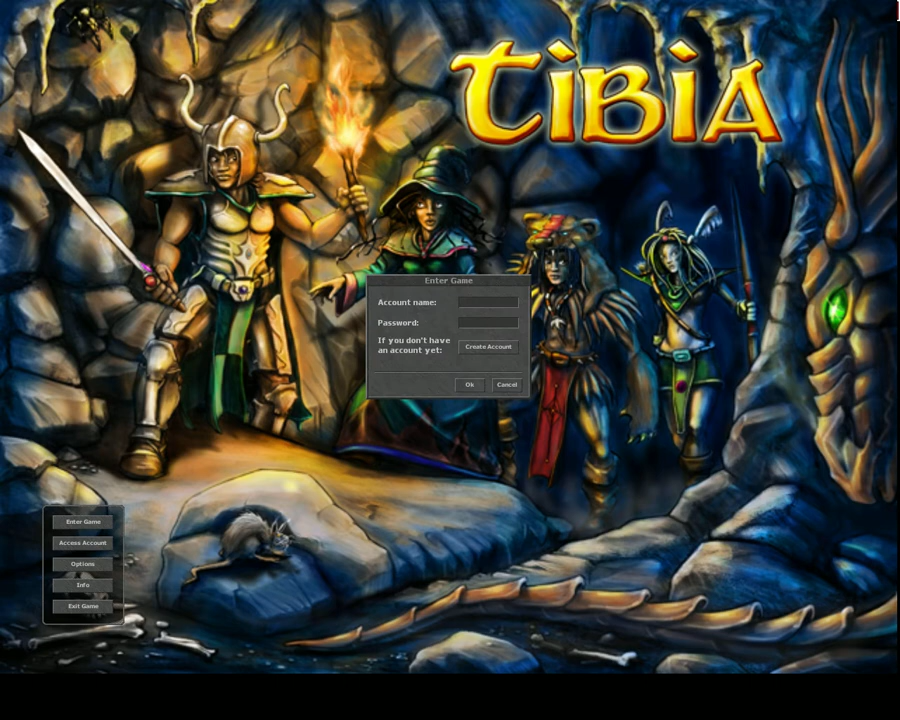 Tibia
Enter Game
Account name:
Password:
If you don't have
an account yet:
Create Account
Ok
Cancel
Enter Game
Access Account
Options
Info
Exit Game